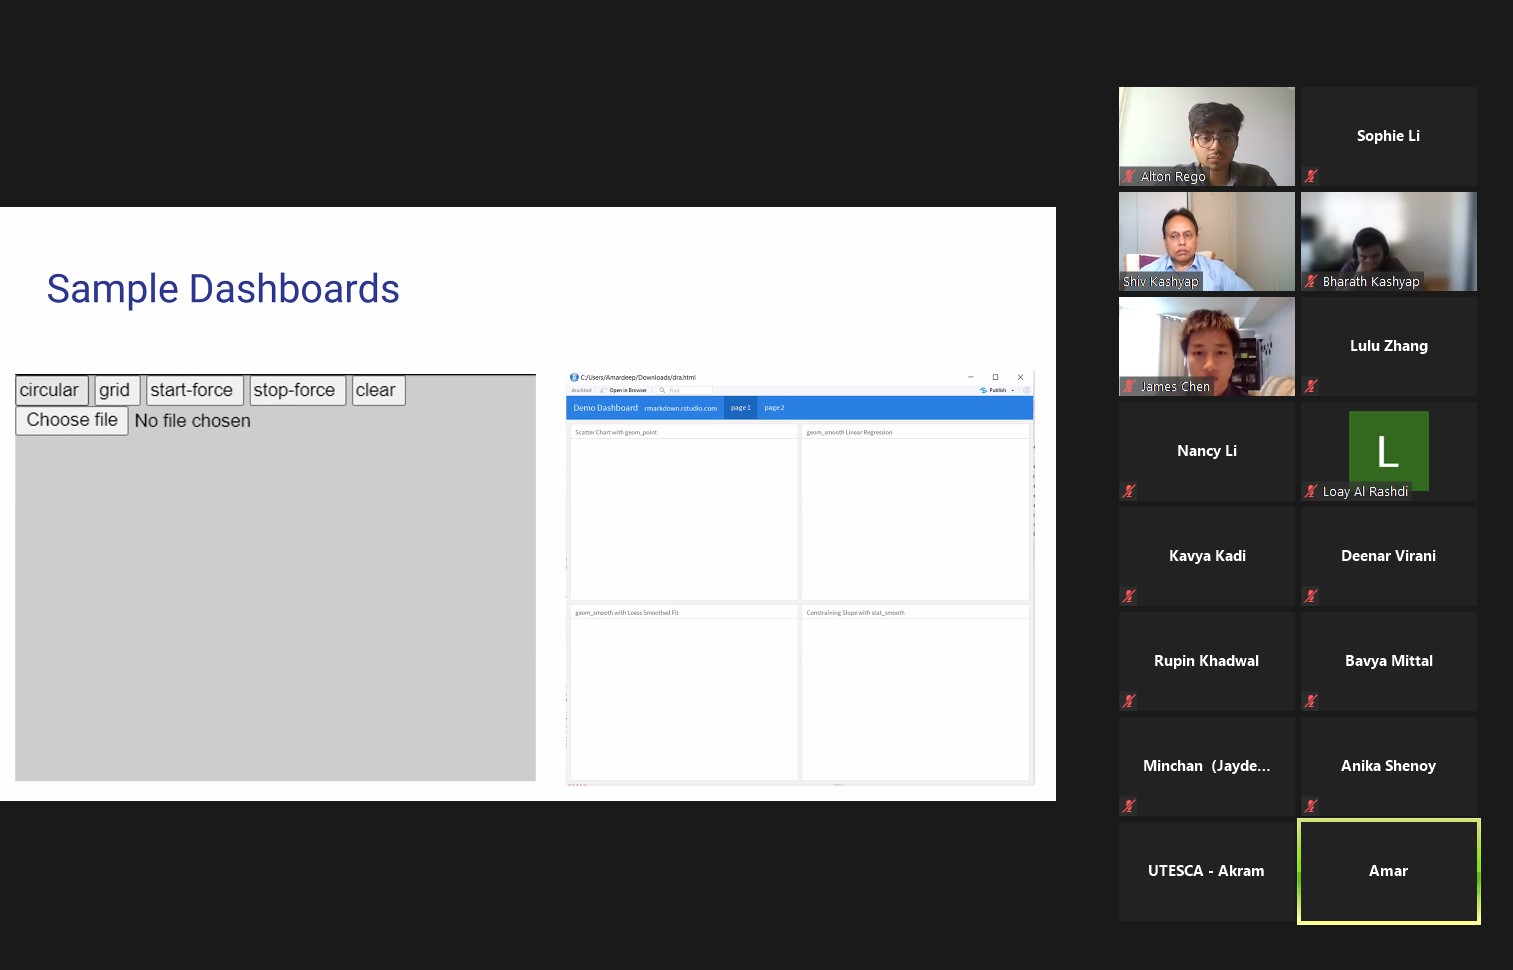 Sample Dashboards
circular grid start-force stop-force clear
Choose file No file chosen
C:/Users/Amardeep/Downloads/dra.html
dra.html Open in Browser Find Publish
Demo Dashboard rmarkdown.rstudio.com page 1 page 2
Scatter Chart with geom_point
geom_smooth Linear Regression
geom_smooth with Loess Smoothed Fit
Constraining Slope with stat_smooth
Alton Rego
Sophie Li
Shiv Kashyap
Bharath Kashyap
James Chen
Lulu Zhang
Nancy Li
L
Loay Al Rashdi
Kavya Kadi
Deenar Virani
Rupin Khadwal
Bavya Mittal
Minchan (Jayde...
Anika Shenoy
UTESCA - Akram
Amar